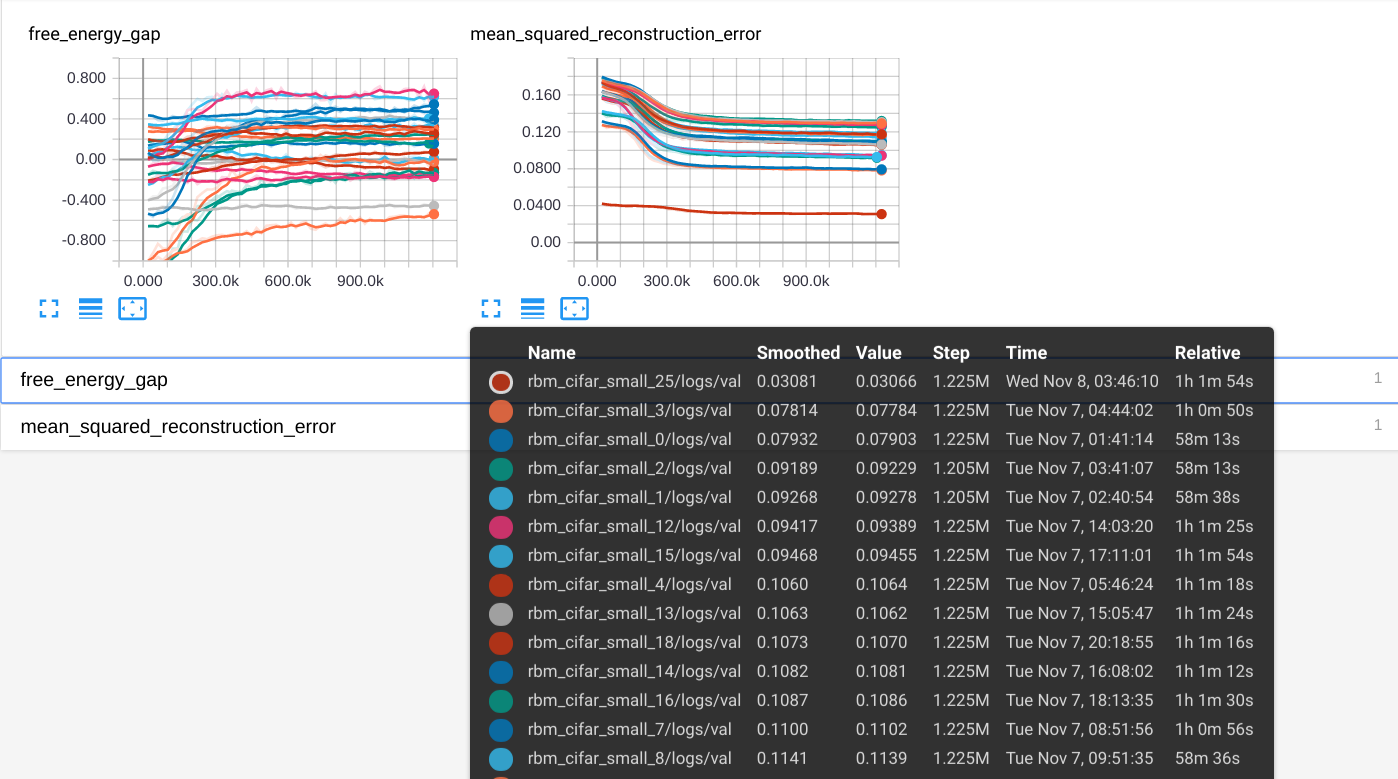 free_energy_gap
mean_squared_reconstruction_error
0.800
0.400
0.00
-0.400
-0.800
0.000 300.0k 600.0k 900.0k
0.160
0.120
0.0800
0.0400
0.00
0.000 300.0k 600.0k 900.0k
Name Smoothed Value Step Time Relative
free_energy_gap 1
rbm_cifar_small_25/logs/val 0.03081 0.03066 1.225M Wed Nov 8, 03:46:10 1h 1m 54s
rbm_cifar_small_3/logs/val 0.07814 0.07784 1.225M Tue Nov 7, 04:44:02 1h 0m 50s
mean_squared_reconstruction_error 1
rbm_cifar_small_0/logs/val 0.07932 0.07903 1.225M Tue Nov 7, 01:41:14 58m 13s
rbm_cifar_small_2/logs/val 0.09189 0.09229 1.205M Tue Nov 7, 03:41:07 58m 13s
rbm_cifar_small_1/logs/val 0.09268 0.09278 1.205M Tue Nov 7, 02:40:54 58m 38s
rbm_cifar_small_12/logs/val 0.09417 0.09389 1.225M Tue Nov 7, 14:03:20 1h 1m 25s
rbm_cifar_small_15/logs/val 0.09468 0.09455 1.225M Tue Nov 7, 17:11:01 1h 1m 54s
rbm_cifar_small_4/logs/val 0.1060 0.1064 1.225M Tue Nov 7, 05:46:24 1h 1m 18s
rbm_cifar_small_13/logs/val 0.1063 0.1062 1.225M Tue Nov 7, 15:05:47 1h 1m 24s
rbm_cifar_small_18/logs/val 0.1073 0.1070 1.225M Tue Nov 7, 20:18:55 1h 1m 16s
rbm_cifar_small_14/logs/val 0.1082 0.1081 1.225M Tue Nov 7, 16:08:02 1h 1m 12s
rbm_cifar_small_16/logs/val 0.1087 0.1086 1.225M Tue Nov 7, 18:13:35 1h 1m 30s
rbm_cifar_small_7/logs/val 0.1100 0.1102 1.225M Tue Nov 7, 08:51:56 1h 0m 56s
rbm_cifar_small_8/logs/val 0.1141 0.1139 1.225M Tue Nov 7, 09:51:35 58m 36s